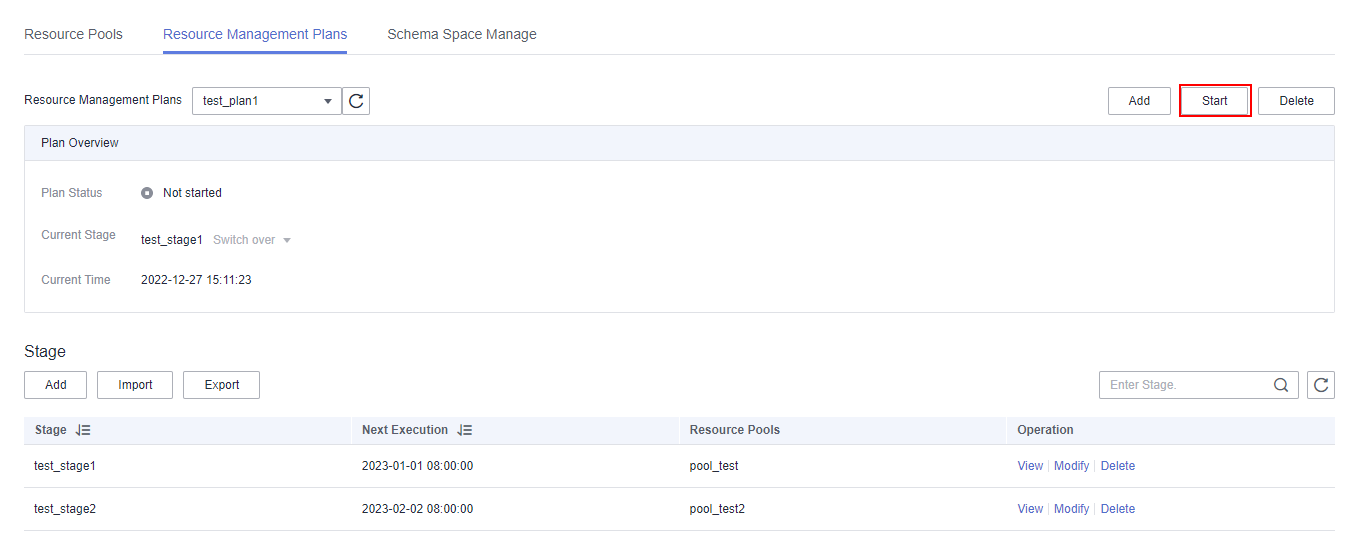 Resource Pools Resource Management Plans Schema Space Manage
Resource Management Plans test_plan1 Add Start Delete
Plan Overview
Plan Status Not started
Current Stage test_stage1 Switch over
Current Time 2022-12-27 15:11:23
Stage
Add Import Export Enter Stage.
Stage Next Execution Resource Pools Operation
test_stage1 2023-01-01 08:00:00 pool_test View Modify Delete
test_stage2 2023-02-02 08:00:00 pool_test2 View Modify Delete